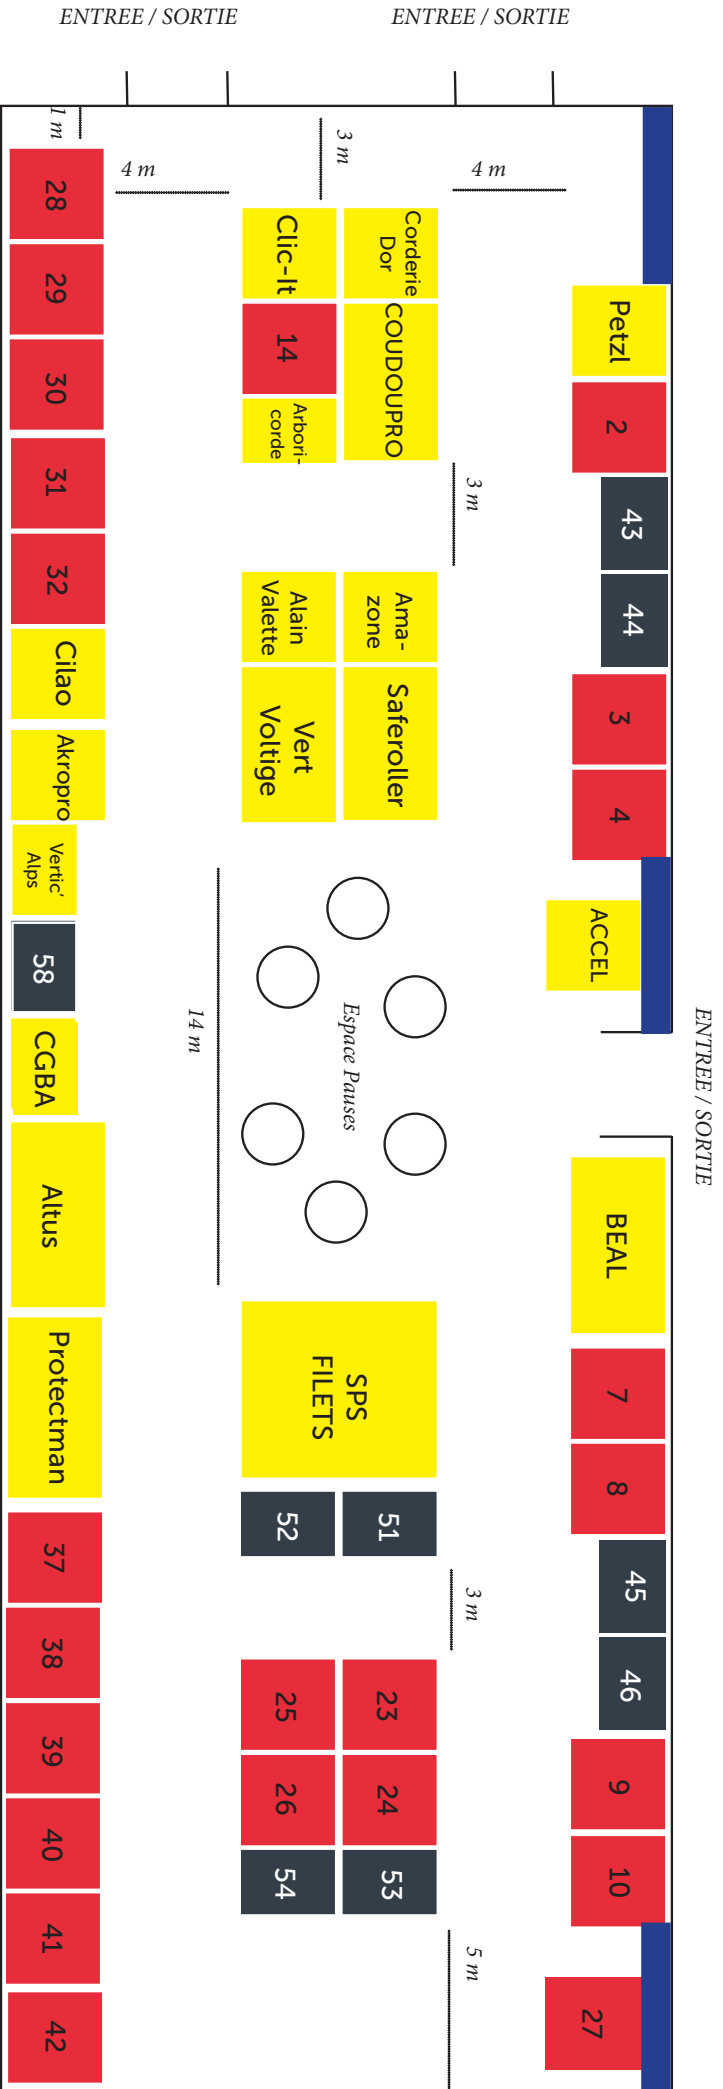 ENTREE / SORTIE
ENTREE / SORTIE
1 m
4 m
3 m
4 m
28
29
30
31
32
Cilao
Akropro
Vertic'
Alps
58
CGBA
Altus
Protectman
37
38
39
40
41
42
Clic-It
14
Arbori-
corde
Corderie
Dor
COUDOUPRO
3 m
Alain
Valette
Ama-
zone
Vert
Voltige
Saferoller
14 m
Espace Pauses
SPS
FILETS
52
51
3 m
25
23
26
24
54
53
5 m
Petzl
2
43
44
3
4
ACCEL
ENTREE / SORTIE
BEAL
7
8
45
46
9
10
27